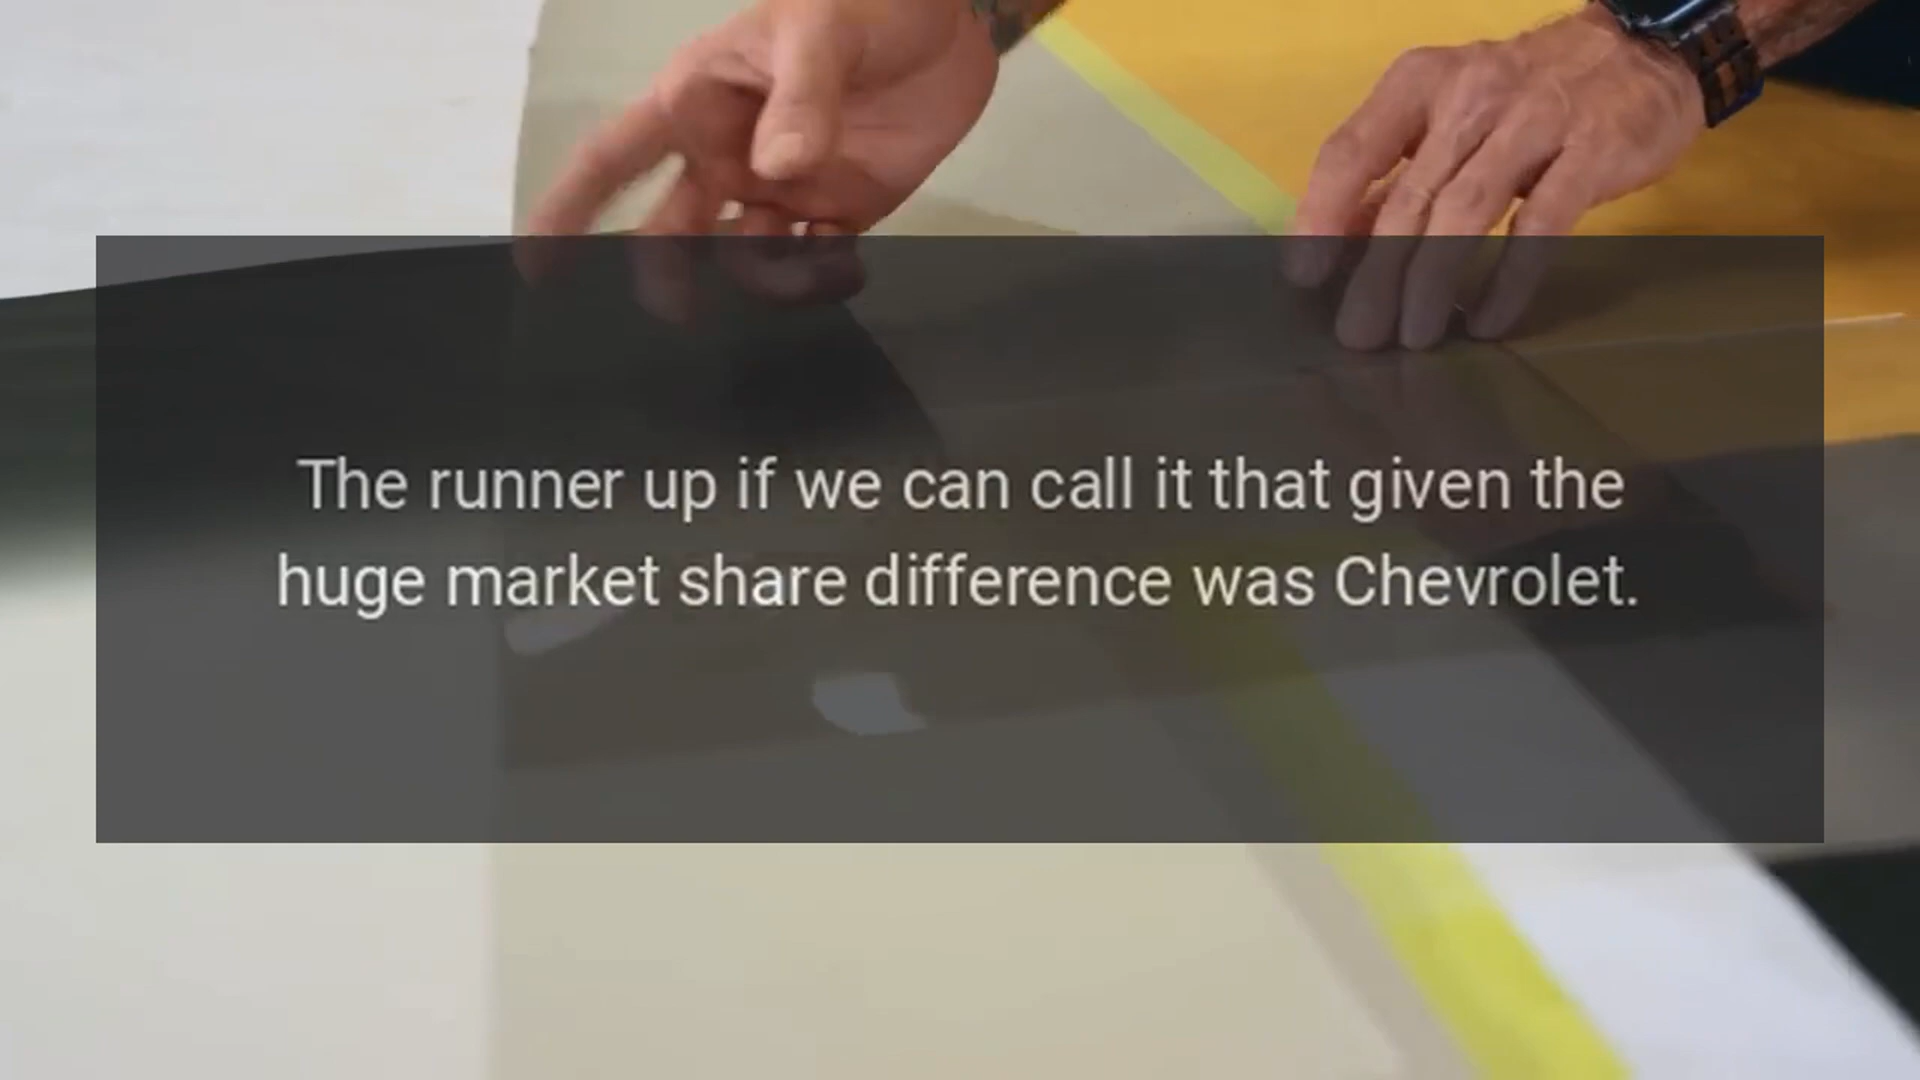 The runner up if we can call it that given the
huge market share difference was Chevrolet.